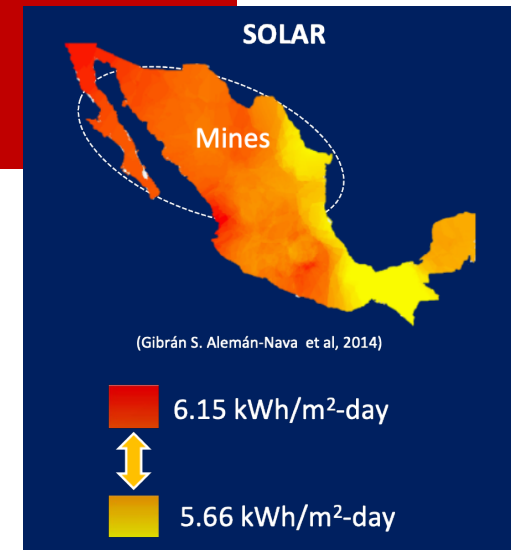 SOLAR
Mines
(Gibrán S. Alemán-Nava  et al, 2014)
6.15 kWh/m²-day
5.66 kWh/m²-day